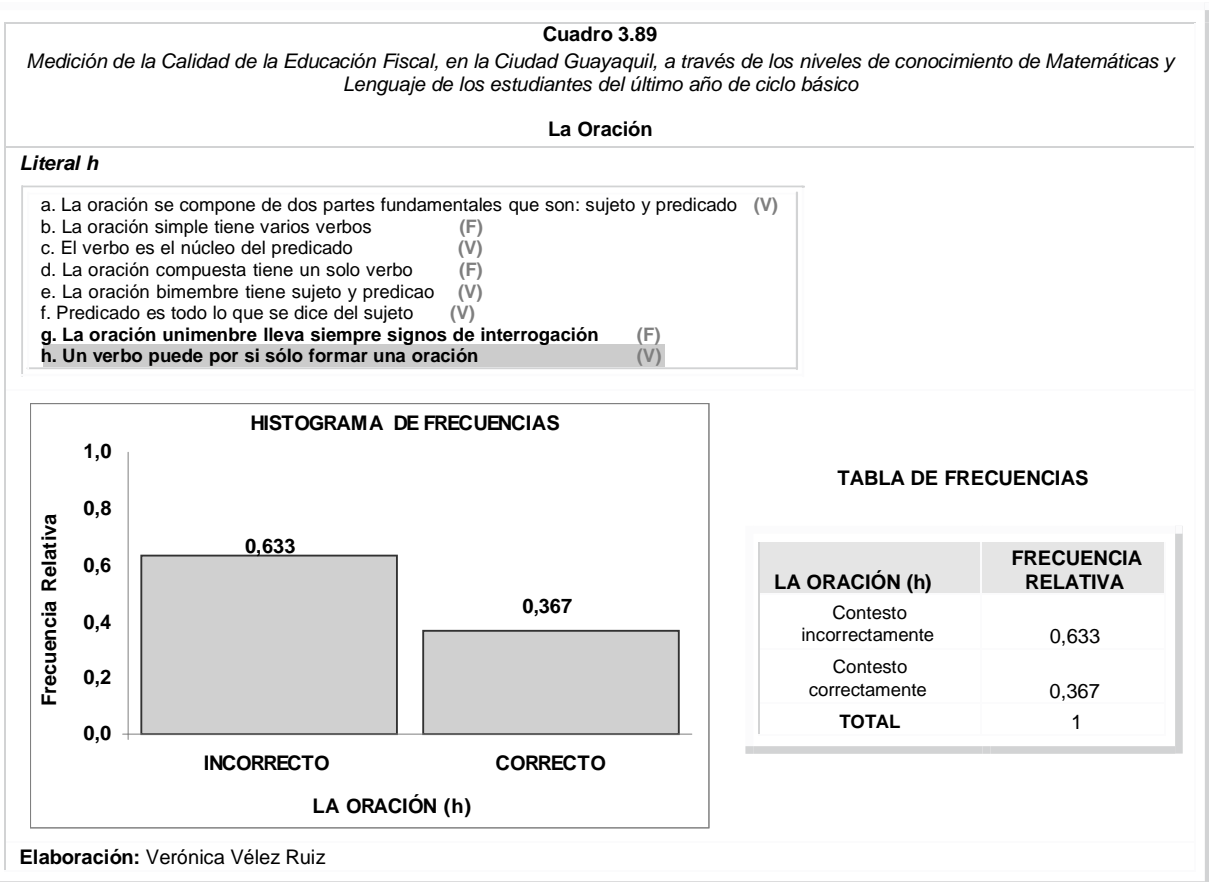 Cuadro 3.89
Medición de la Calidad de la Educación Fiscal, en la Ciudad Guayaquil, a través de los niveles de conocimiento de Matemáticas y
Lenguaje de los estudiantes del último año de ciclo básico
La Oración
Literal h
a. La oración se compone de dos partes fundamentales que son: sujeto y predicado (V)
b. La oración simple tiene varios verbos (F)
c. El verbo es el núcleo del predicado (V)
d. La oración compuesta tiene un solo verbo (F)
e. La oración bimembre tiene sujeto y predicao (V)
f. Predicado es todo lo que se dice del sujeto (V)
g. La oración unimenbre lleva siempre signos de interrogación (F)
h. Un verbo puede por si sólo formar una oración (V)
HISTOGRAMA DE FRECUENCIAS
1,0
0,8
0,6
0,4
0,2
0,0
Frecuencia Relativa
0,633
0,367
INCORRECTO CORRECTO
LA ORACIÓN (h)
TABLA DE FRECUENCIAS
LA ORACIÓN (h) FRECUENCIA
RELATIVA
Contesto
incorrectamente 0,633
Contesto
correctamente 0,367
TOTAL 1
Elaboración: Verónica Vélez Ruiz